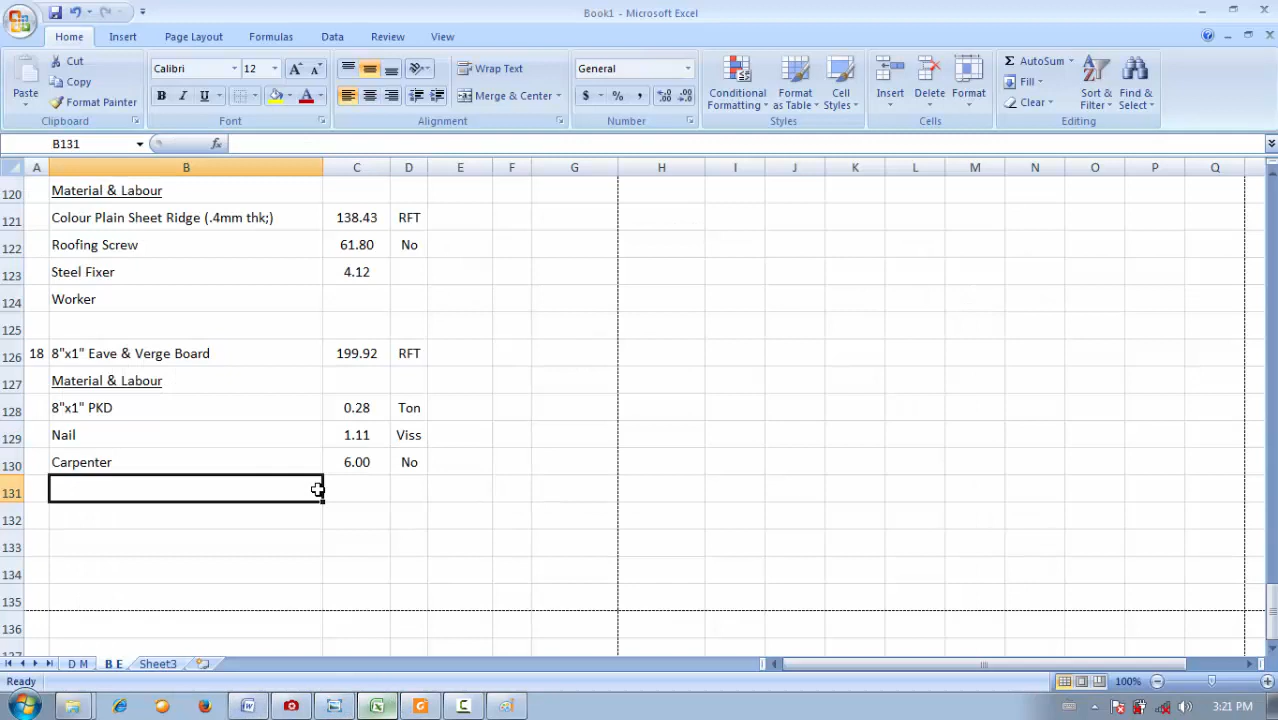 Book1 - Microsoft Excel
Home Insert Page Layout Formulas Data Review View
Paste Cut Copy Format Painter Clipboard
Calibri 12 B I U A Font
Wrap Text Merge & Center Alignment
General $ % , Number
Conditional Formatting Format as Table Cell Styles Styles
Insert Delete Format Cells
Σ AutoSum Fill Clear Sort & Filter Find & Select Editing
B131 fx
A B C D E F G H I J K L M N O P Q
120 Material & Labour
121 Colour Plain Sheet Ridge (.4mm thk;) 138.43 RFT
122 Roofing Screw 61.80 No
123 Steel Fixer 4.12
124 Worker
125
126 18 8"x1" Eave & Verge Board 199.92 RFT
127 Material & Labour
128 8"x1" PKD 0.28 Ton
129 Nail 1.11 Viss
130 Carpenter 6.00 No
131
132
133
134
135
136
D M B E Sheet3
Ready 100%
3:21 PM